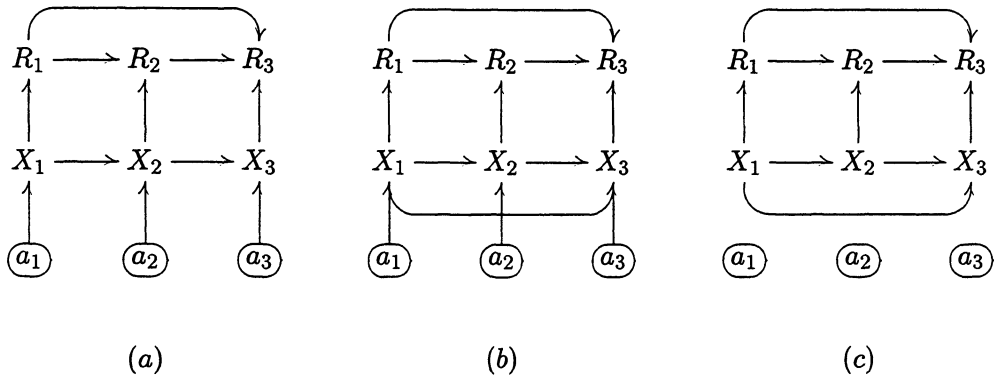 R₁ R₂ R₃ R₁ R₂ R₃ R₁ R₂ R₃
X₁ X₂ X₃ X₁ X₂ X₃ X₁ X₂ X₃
a₁ a₂ a₃ a₁ a₂ a₃ a₁ a₂ a₃
(a) (b) (c)